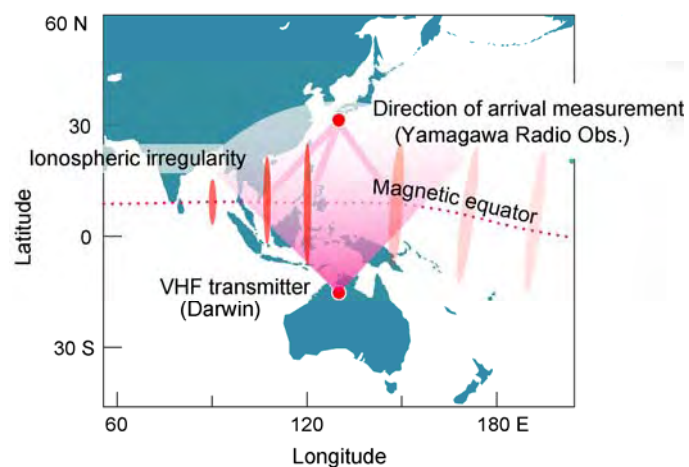 60 N
30
0
30 S
60
120
180 E
Latitude
Longitude
Direction of arrival measurement
(Yamagawa Radio Obs.)
Ionospheric irregularity
Magnetic equator
VHF transmitter
(Darwin)